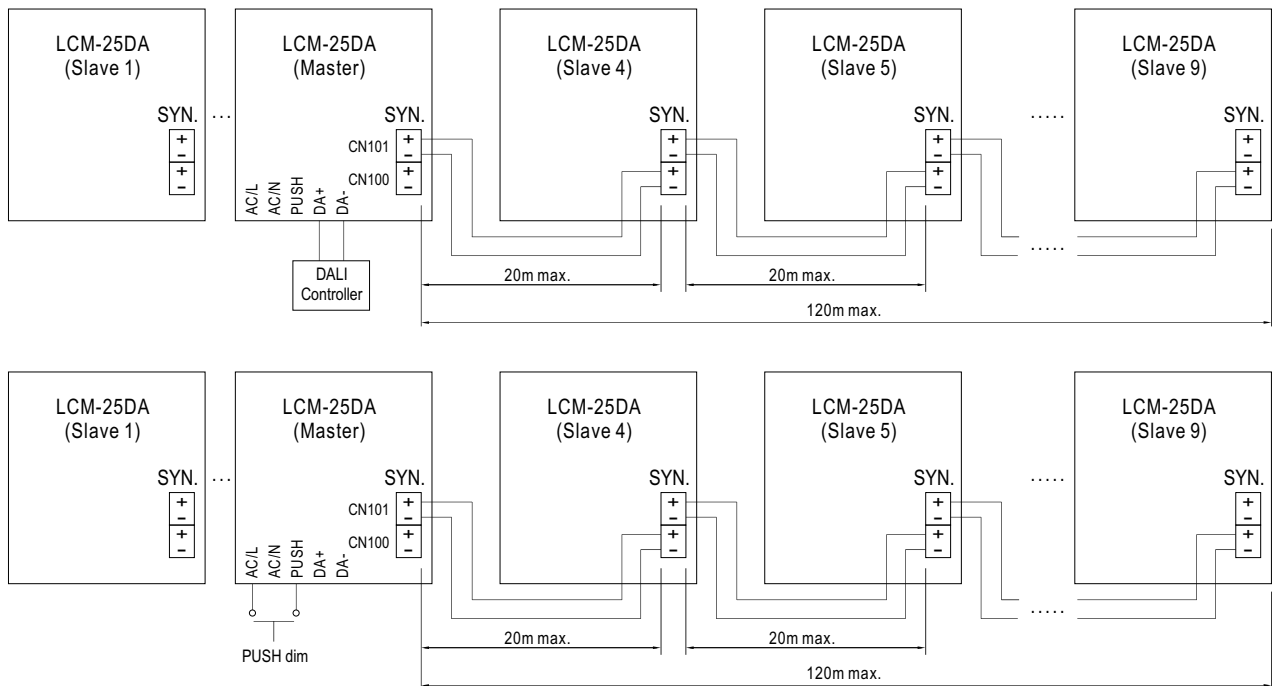 LCM-25DA
(Slave 1)
SYN.
+
-
+
-
...
LCM-25DA
(Master)
SYN.
CN101
+
-
CN100
+
-
AC/L
AC/N
PUSH
DA+
DA-
DALI
Controller
LCM-25DA
(Slave 4)
SYN.
+
-
+
-
LCM-25DA
(Slave 5)
SYN.
+
-
+
-
.....
.....
LCM-25DA
(Slave 9)
SYN.
+
-
+
-
20m max.
20m max.
120m max.
LCM-25DA
(Slave 1)
SYN.
+
-
+
-
...
LCM-25DA
(Master)
SYN.
CN101
+
-
CN100
+
-
AC/L
AC/N
PUSH
DA+
DA-
PUSH dim
LCM-25DA
(Slave 4)
SYN.
+
-
+
-
LCM-25DA
(Slave 5)
SYN.
+
-
+
-
.....
.....
LCM-25DA
(Slave 9)
SYN.
+
-
+
-
20m max.
20m max.
120m max.